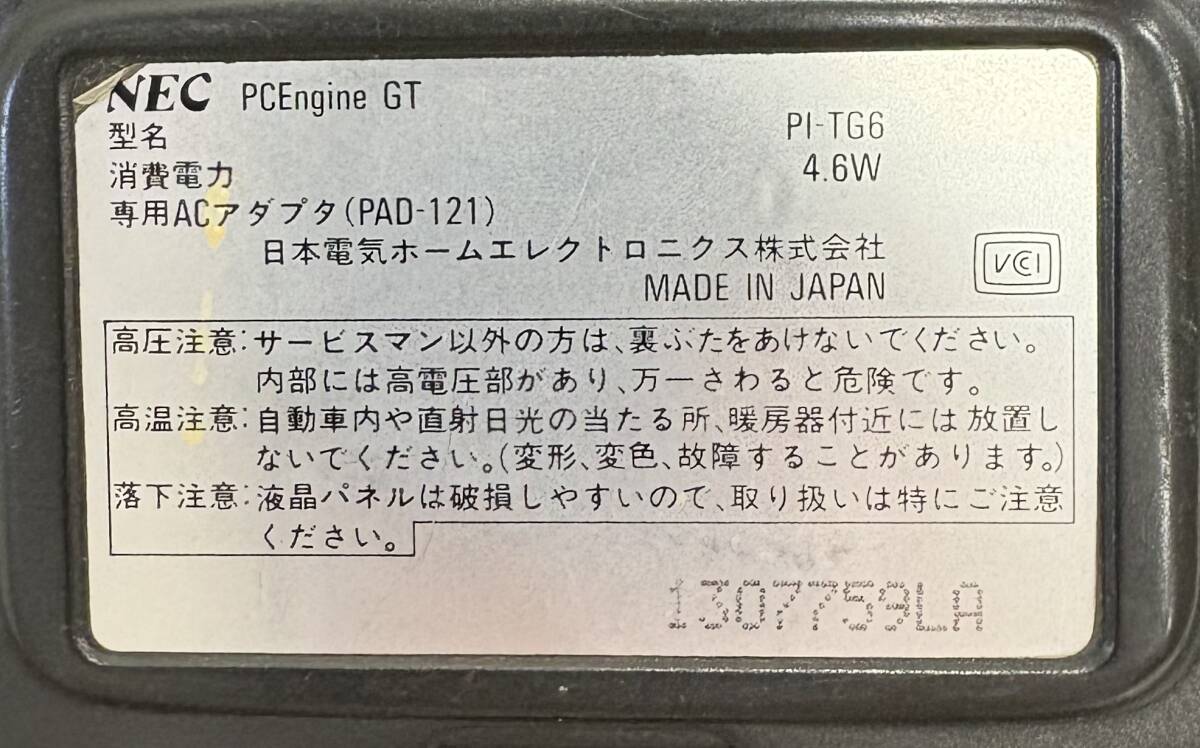 NEC PCEngine GT
型名 PI-TG6
消費電力 4.6W
専用ACアダプタ(PAD-121)
日本電気ホームエレクトロニクス株式会社
MADE IN JAPAN
VCCI
高圧注意:サービスマン以外の方は、裏ぶたをあけないでください。
内部には高電圧部があり、万一さわると危険です。
高温注意:自動車内や直射日光の当たる所、暖房器付近には放置し
ないでください。(変形、変色、故障することがあります。)
落下注意:液晶パネルは破損しやすいので、取り扱いは特にご注意
ください。